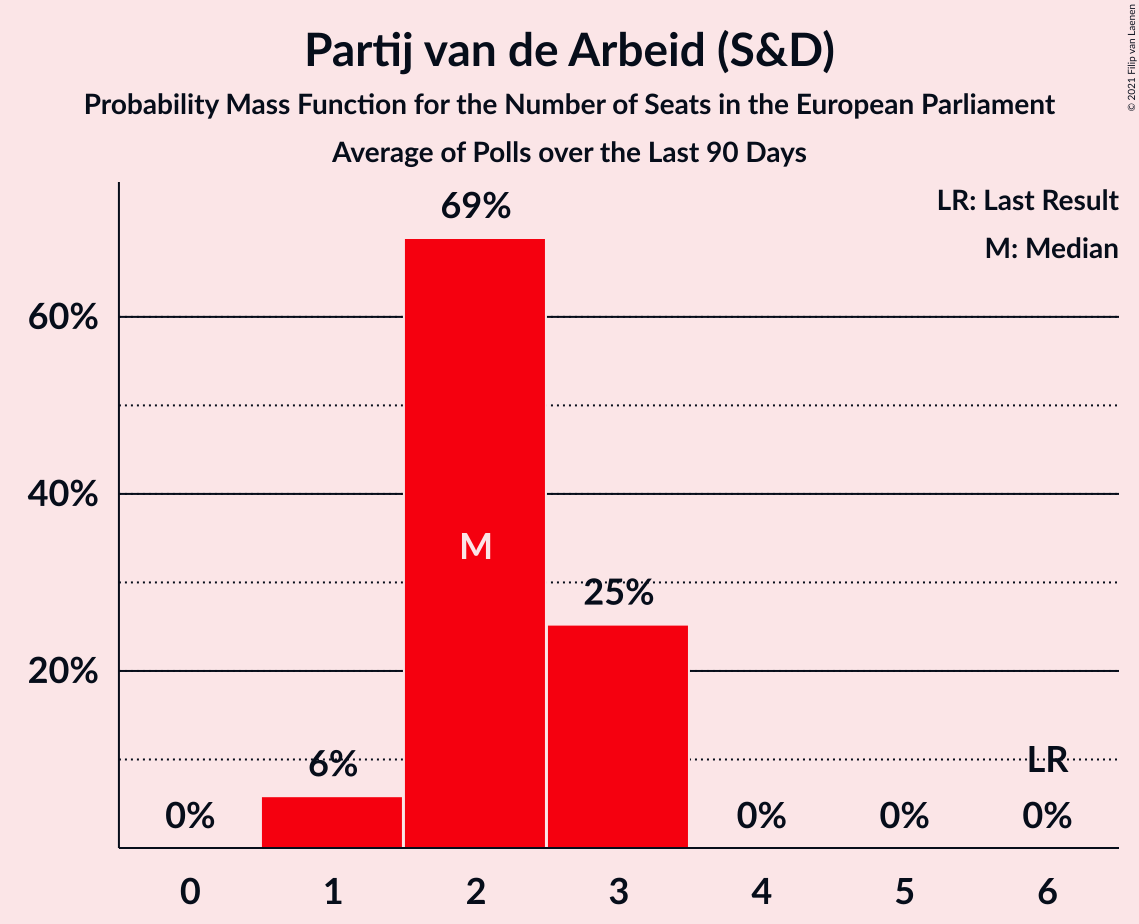 Partij van de Arbeid (S&D)
Probability Mass Function for the Number of Seats in the European Parliament
Average of Polls over the Last 90 Days
© 2021 Filip van Laenen
LR: Last Result
M: Median
69%
60%
40%
M
25%
20%
6%
LR
0%
0%
0%
0%
0 1 2 3 4 5 6